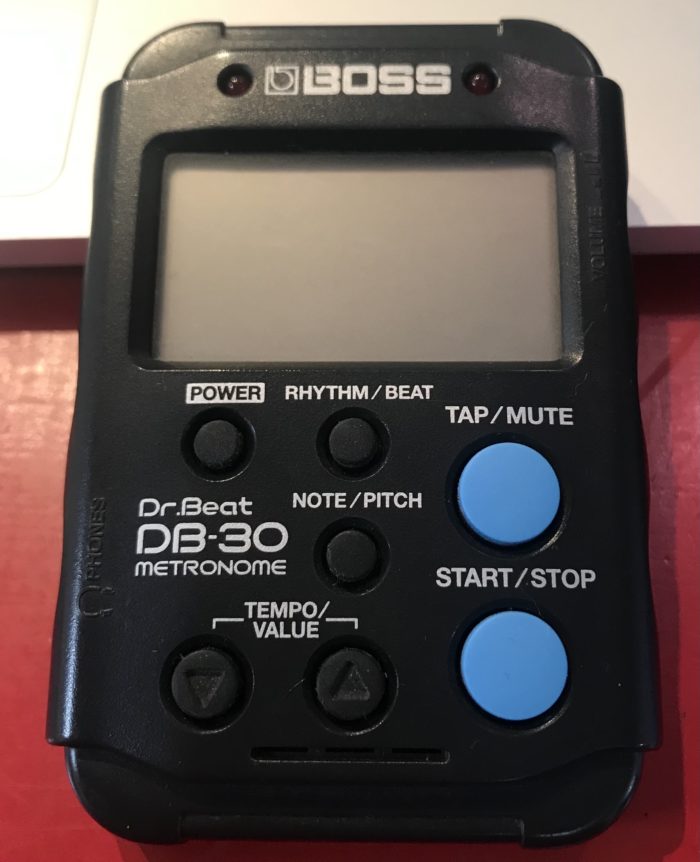 BOSS
VOLUME
POWER
RHYTHM/BEAT
TAP/MUTE
Dr.Beat
DB-30
METRONOME
NOTE/PITCH
PHONES
START/STOP
TEMPO/
VALUE